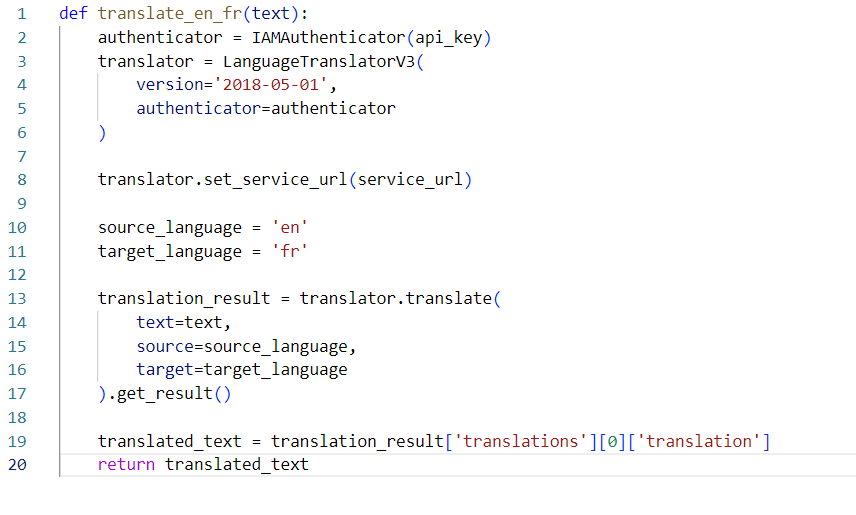 1 def translate_en_fr(text):
2     authenticator = IAMAuthenticator(api_key)
3     translator = LanguageTranslatorV3(
4         version='2018-05-01',
5         authenticator=authenticator
6     )
7
8     translator.set_service_url(service_url)
9
10     source_language = 'en'
11     target_language = 'fr'
12
13     translation_result = translator.translate(
14         text=text,
15         source=source_language,
16         target=target_language
17     ).get_result()
18
19     translated_text = translation_result['translations'][0]['translation']
20     return translated_text